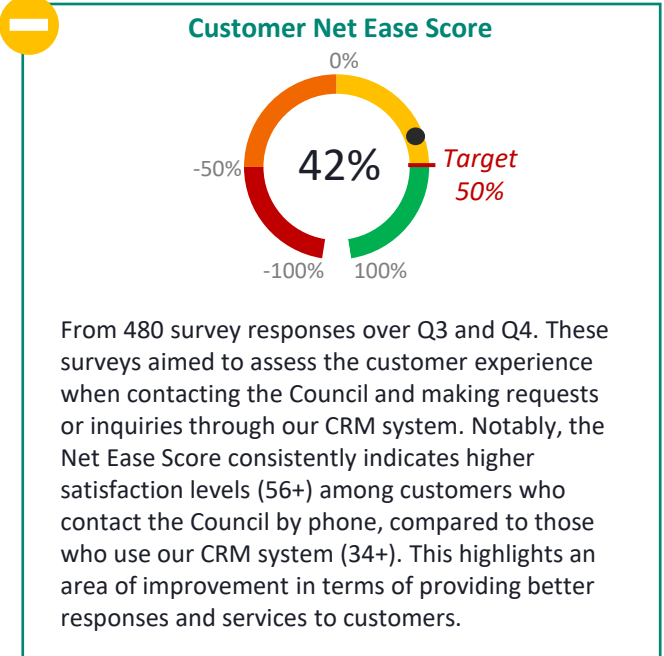 Customer Net Ease Score
0%
-50%
42%
Target
50%
-100%
100%
From 480 survey responses over Q3 and Q4. These
surveys aimed to assess the customer experience
when contacting the Council and making requests
or inquiries through our CRM system. Notably, the
Net Ease Score consistently indicates higher
satisfaction levels (56+) among customers who
contact the Council by phone, compared to those
who use our CRM system (34+). This highlights an
area of improvement in terms of providing better
responses and services to customers.